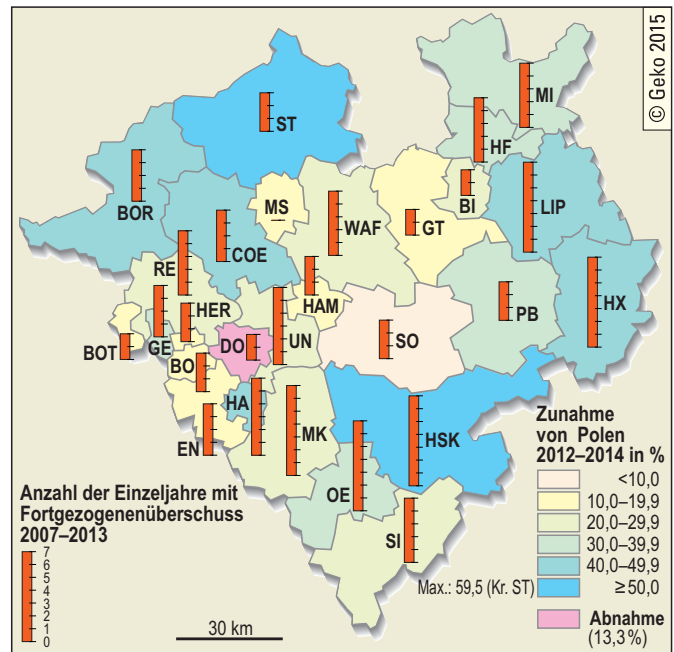 © Geko 2015
MI
ST
HF
BI
LIP
BOR
MS
WAF
GT
COE
RE
HAM
HER
PB
HX
DO
UN
SO
BOT
GE
BO
HA
MK
HSK
EN
OE
SI
Zunahme
von Polen
2012–2014 in %
<10,0
10,0–19,9
20,0–29,9
30,0–39,9
40,0–49,9
≥50,0
Max.: 59,5 (Kr. ST)
Abnahme
(13,3%)
Anzahl der Einzeljahre mit
Fortgezogenenüberschuss
2007–2013
7
6
5
4
3
2
1
0
30 km